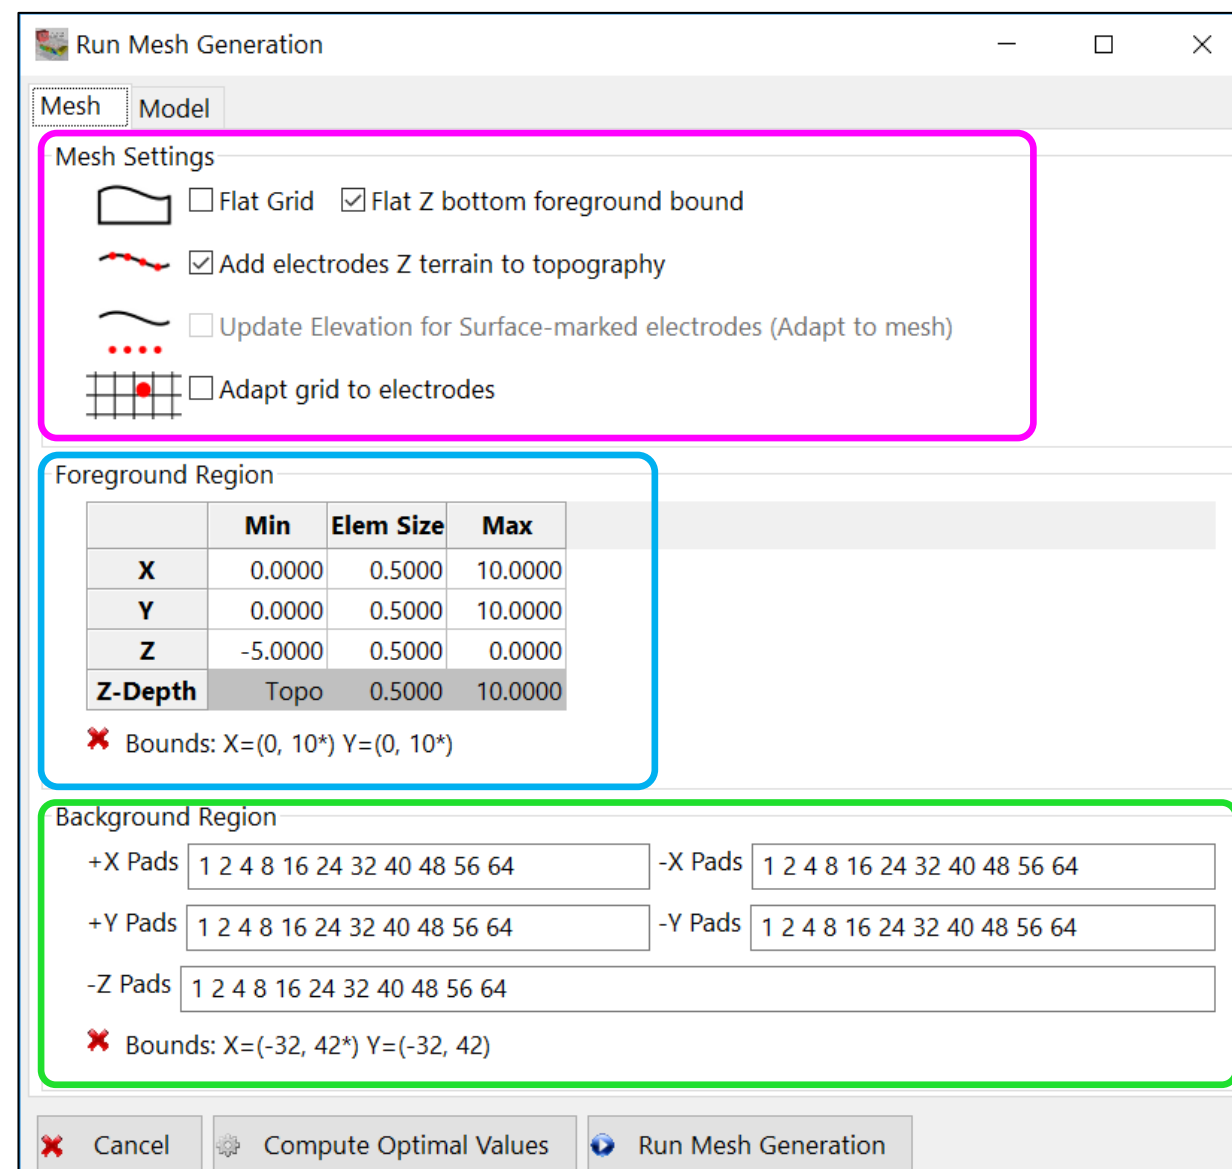 Run Mesh Generation
Mesh Model
Mesh Settings
Flat Grid Flat Z bottom foreground bound
Add electrodes Z terrain to topography
Update Elevation for Surface-marked electrodes (Adapt to mesh)
Adapt grid to electrodes
Foreground Region
Min Elem Size Max
X 0.0000 0.5000 10.0000
Y 0.0000 0.5000 10.0000
Z -5.0000 0.5000 0.0000
Z-Depth Topo 0.5000 10.0000
Bounds: X=(0, 10*) Y=(0, 10*)
Background Region
+X Pads 1 2 4 8 16 24 32 40 48 56 64 -X Pads 1 2 4 8 16 24 32 40 48 56 64
+Y Pads 1 2 4 8 16 24 32 40 48 56 64 -Y Pads 1 2 4 8 16 24 32 40 48 56 64
-Z Pads 1 2 4 8 16 24 32 40 48 56 64
Bounds: X=(-32, 42*) Y=(-32, 42)
Cancel Compute Optimal Values Run Mesh Generation